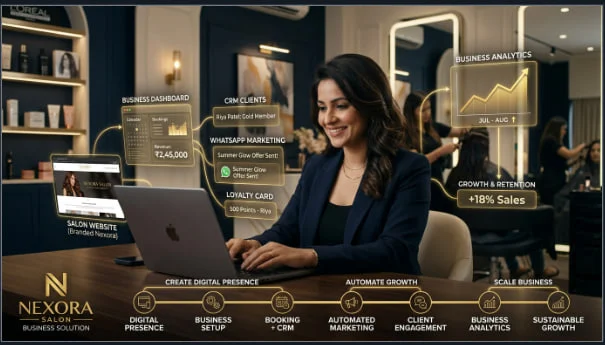 L'OREAL
BUSINESS DASHBOARD
Calendar
Bookings
Revenue:
₹2,45,000
CRM CLIENTS
Riya Patel: Gold Member
WHATSAPP MARKETING
Summer Glow Offer Sent!
Summer Glow
Offer Sent!
LOYALTY CARD
500 Points - Riya
NEXORA SALON
SALON WEBSITE
(Branded Nexora)
BUSINESS ANALYTICS
JUL - AUG ↑
GROWTH & RETENTION
+18% Sales
N
NEXORA
SALON
BUSINESS SOLUTION
CREATE DIGITAL PRESENCE
AUTOMATE GROWTH
SCALE BUSINESS
DIGITAL
PRESENCE
BUSINESS
SETUP
BOOKING
+ CRM
AUTOMATED
MARKETING
CLIENT
ENGAGEMENT
BUSINESS
ANALYTICS
SUSTAINABLE
GROWTH